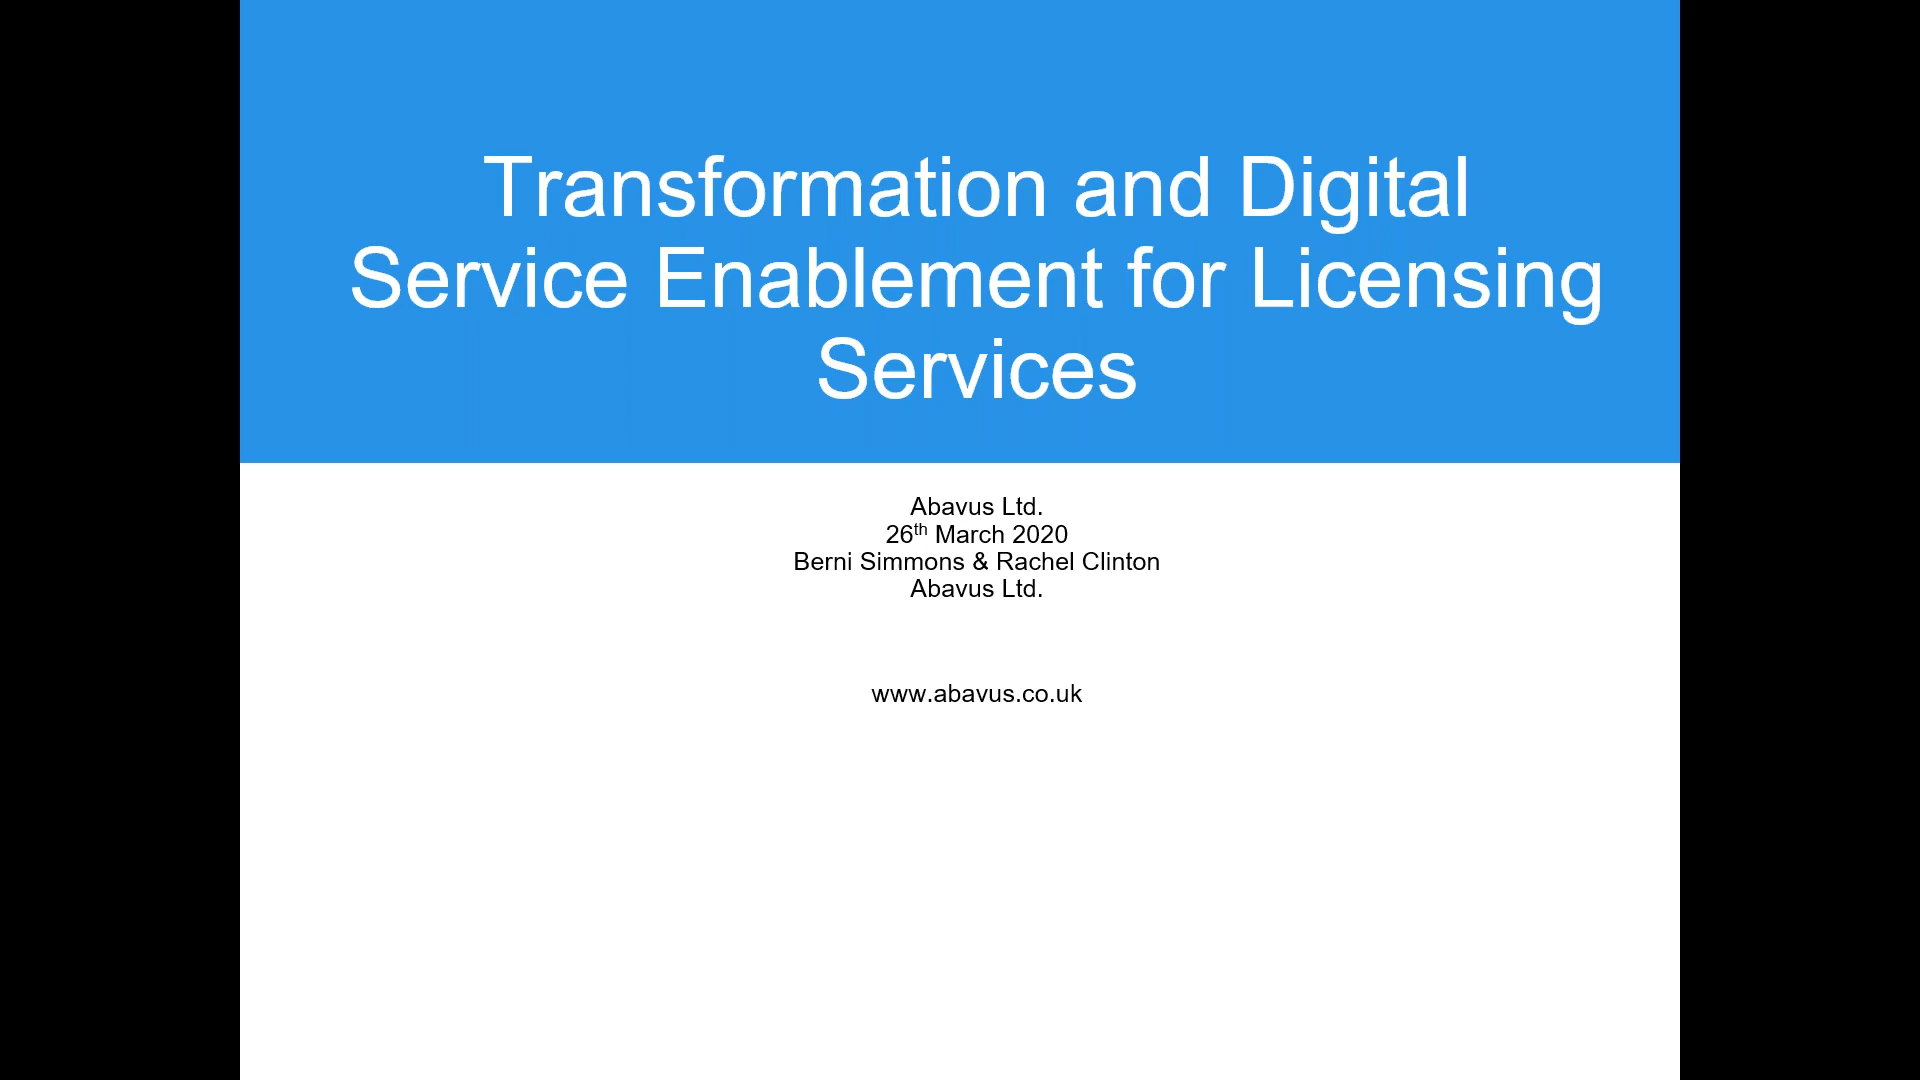 Transformation and Digital
Service Enablement for Licensing
Services
Abavus Ltd.
26th March 2020
Berni Simmons & Rachel Clinton
Abavus Ltd.
www.abavus.co.uk